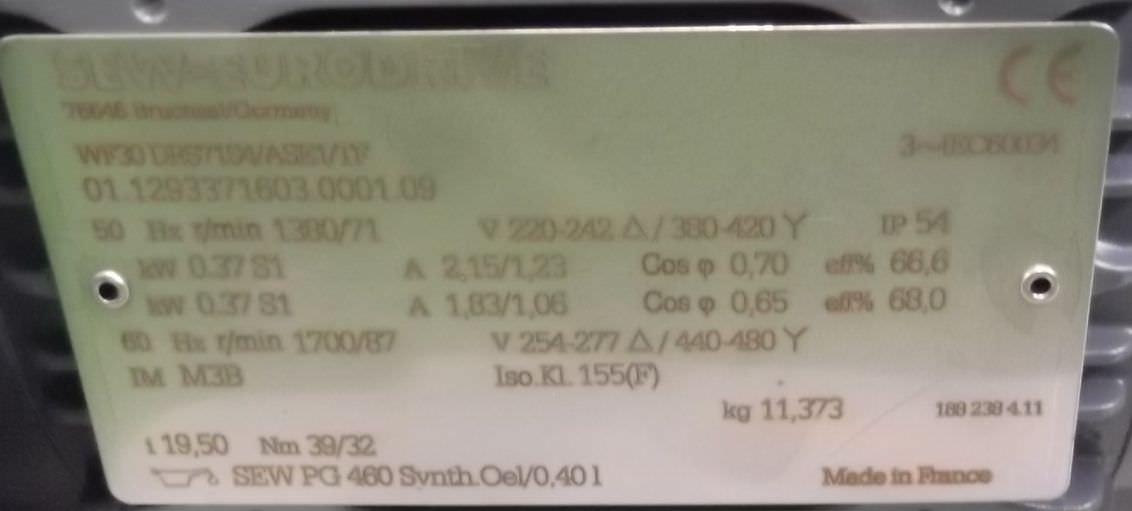 SEW-EURODRIVE
CE
76646 Bruchsal/Germany
WF30 DRS71S4/ASE1/TF
3~IEC60034
01.1293371603.0001.09
50 Hz r/min 1380/71 V 220-242 Δ / 380-420 Y IP 54
kW 0.37 S1 A 2,15/1,23 Cos φ 0,70 eff% 66,6
kW 0.37 S1 A 1,83/1,06 Cos φ 0,65 eff% 68,0
60 Hz r/min 1700/87 V 254-277 Δ / 440-480 Y
IM M3B Iso.Kl. 155(F)
kg 11,373 188 238 4.11
i 19,50 Nm 39/32
SEW PG 460 Synth.Oel/0,40 l Made in France